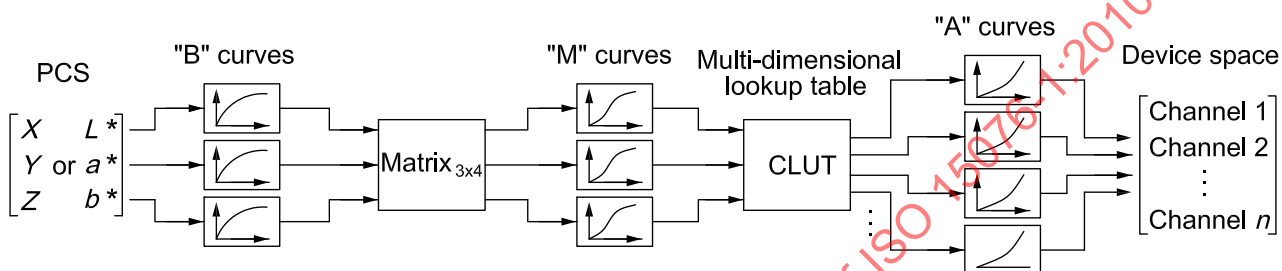 PCS
"B" curves
"M" curves
Multi-dimensional
lookup table
"A" curves
Device space
X L*
Y or a*
Z b*
Matrix 3x4
CLUT
Channel 1
Channel 2
⋮
Channel n
⋮
of ISO 15076-1:2010